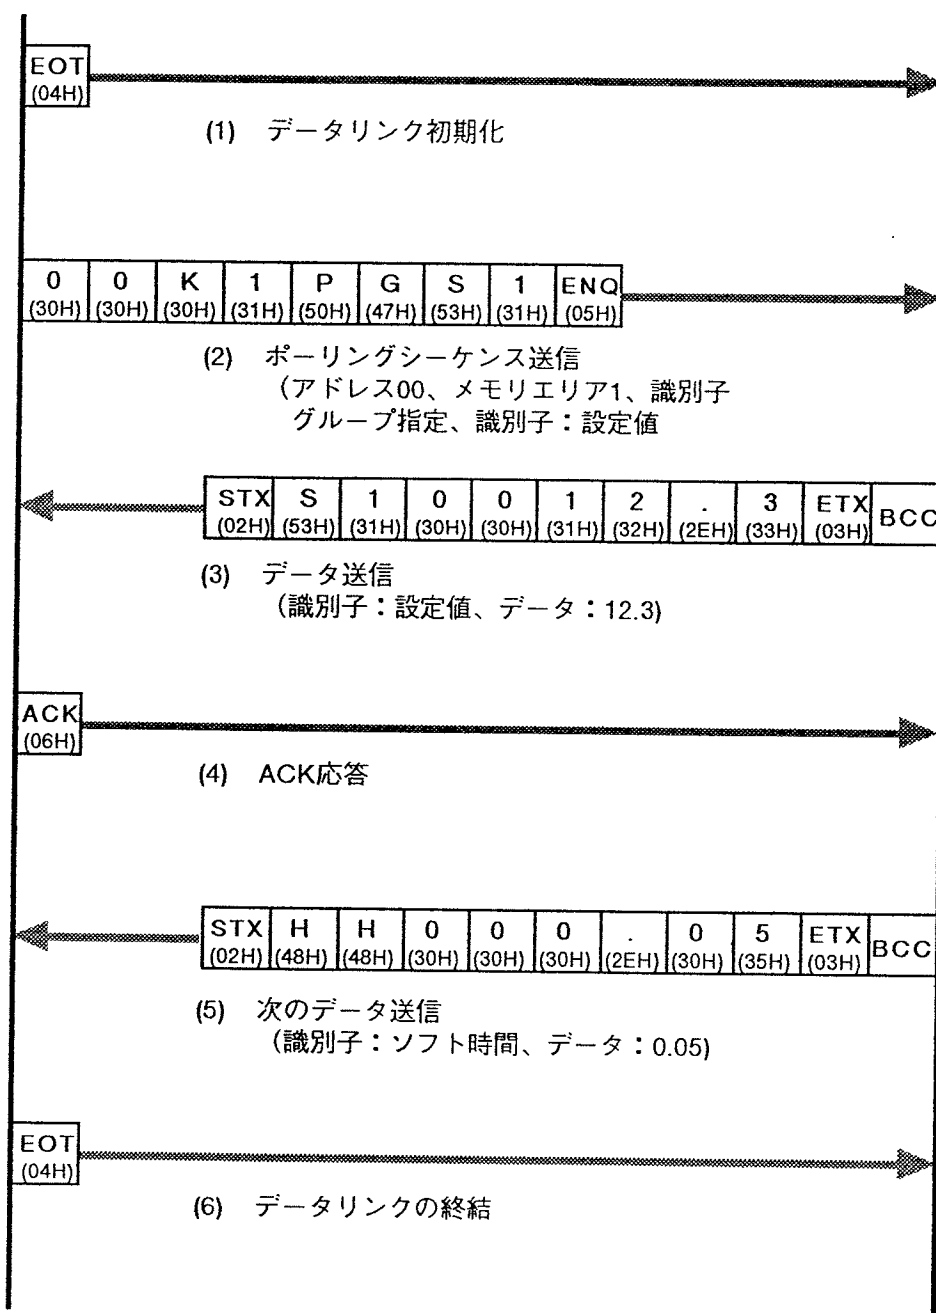 EOT
(04H)
(1) データリンク初期化
0 0 K 1 P G S 1 ENQ
(30H) (30H) (30H) (31H) (50H) (47H) (53H) (31H) (05H)
(2) ポーリングシーケンス送信
(アドレス00、メモリエリア1、識別子
グループ指定、識別子：設定値
STX S 1 0 0 1 2 . 3 ETX BCC
(02H) (53H) (31H) (30H) (30H) (31H) (32H) (2EH) (33H) (03H)
(3) データ送信
(識別子：設定値、データ：12.3)
ACK
(06H)
(4) ACK応答
STX H H 0 0 0 . 0 5 ETX BCC
(02H) (48H) (48H) (30H) (30H) (30H) (2EH) (30H) (35H) (03H)
(5) 次のデータ送信
(識別子：ソフト時間、データ：0.05)
EOT
(04H)
(6) データリンクの終結